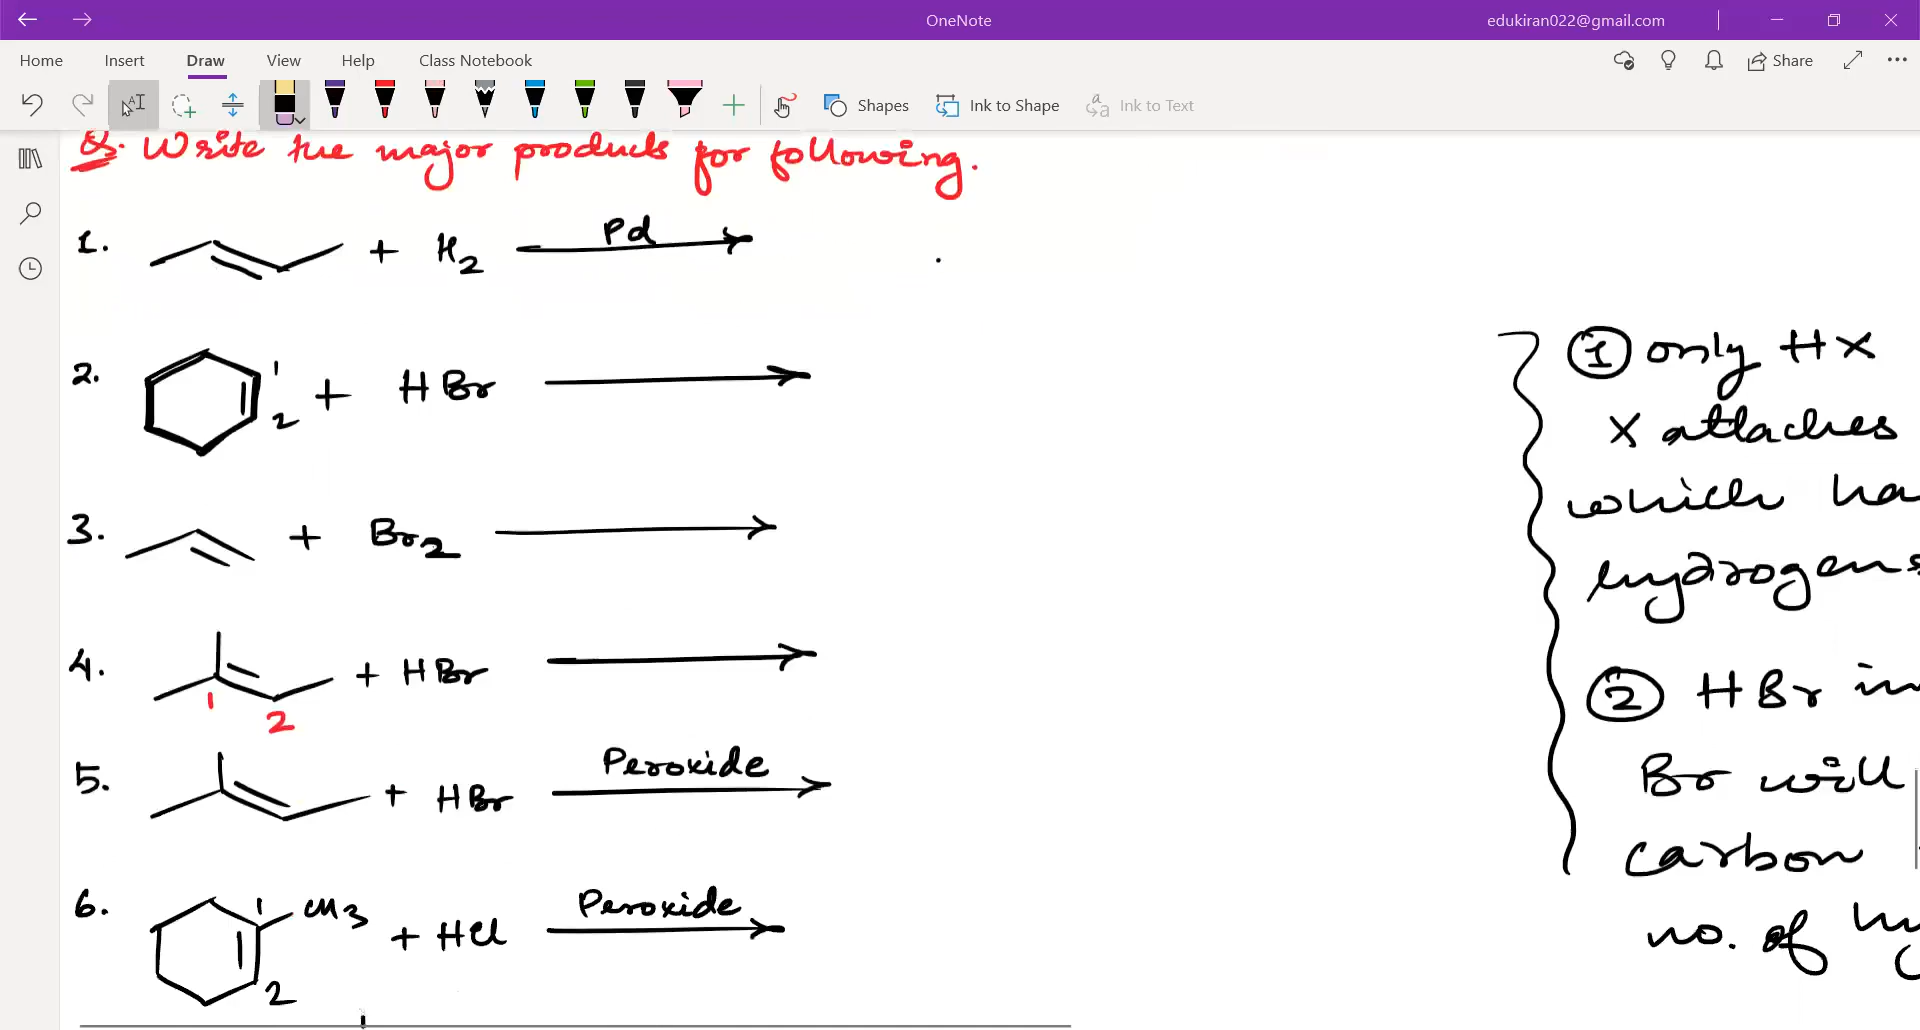 OneNote
edukiran022@gmail.com
Home Insert Draw View Help Class Notebook
Share
Shapes Ink to Shape Ink to Text
Q. Write the major products for following.
1. + H2 Pd
2. 1 2 + HBr
3. + Br2
4. 1 2 + HBr
5. + HBr Peroxide
6. 1 CH3 2 + HCl Peroxide
① only HX
X attaches
which ha
hydrogens
② HBr in
Br will
carbon
no. of hy